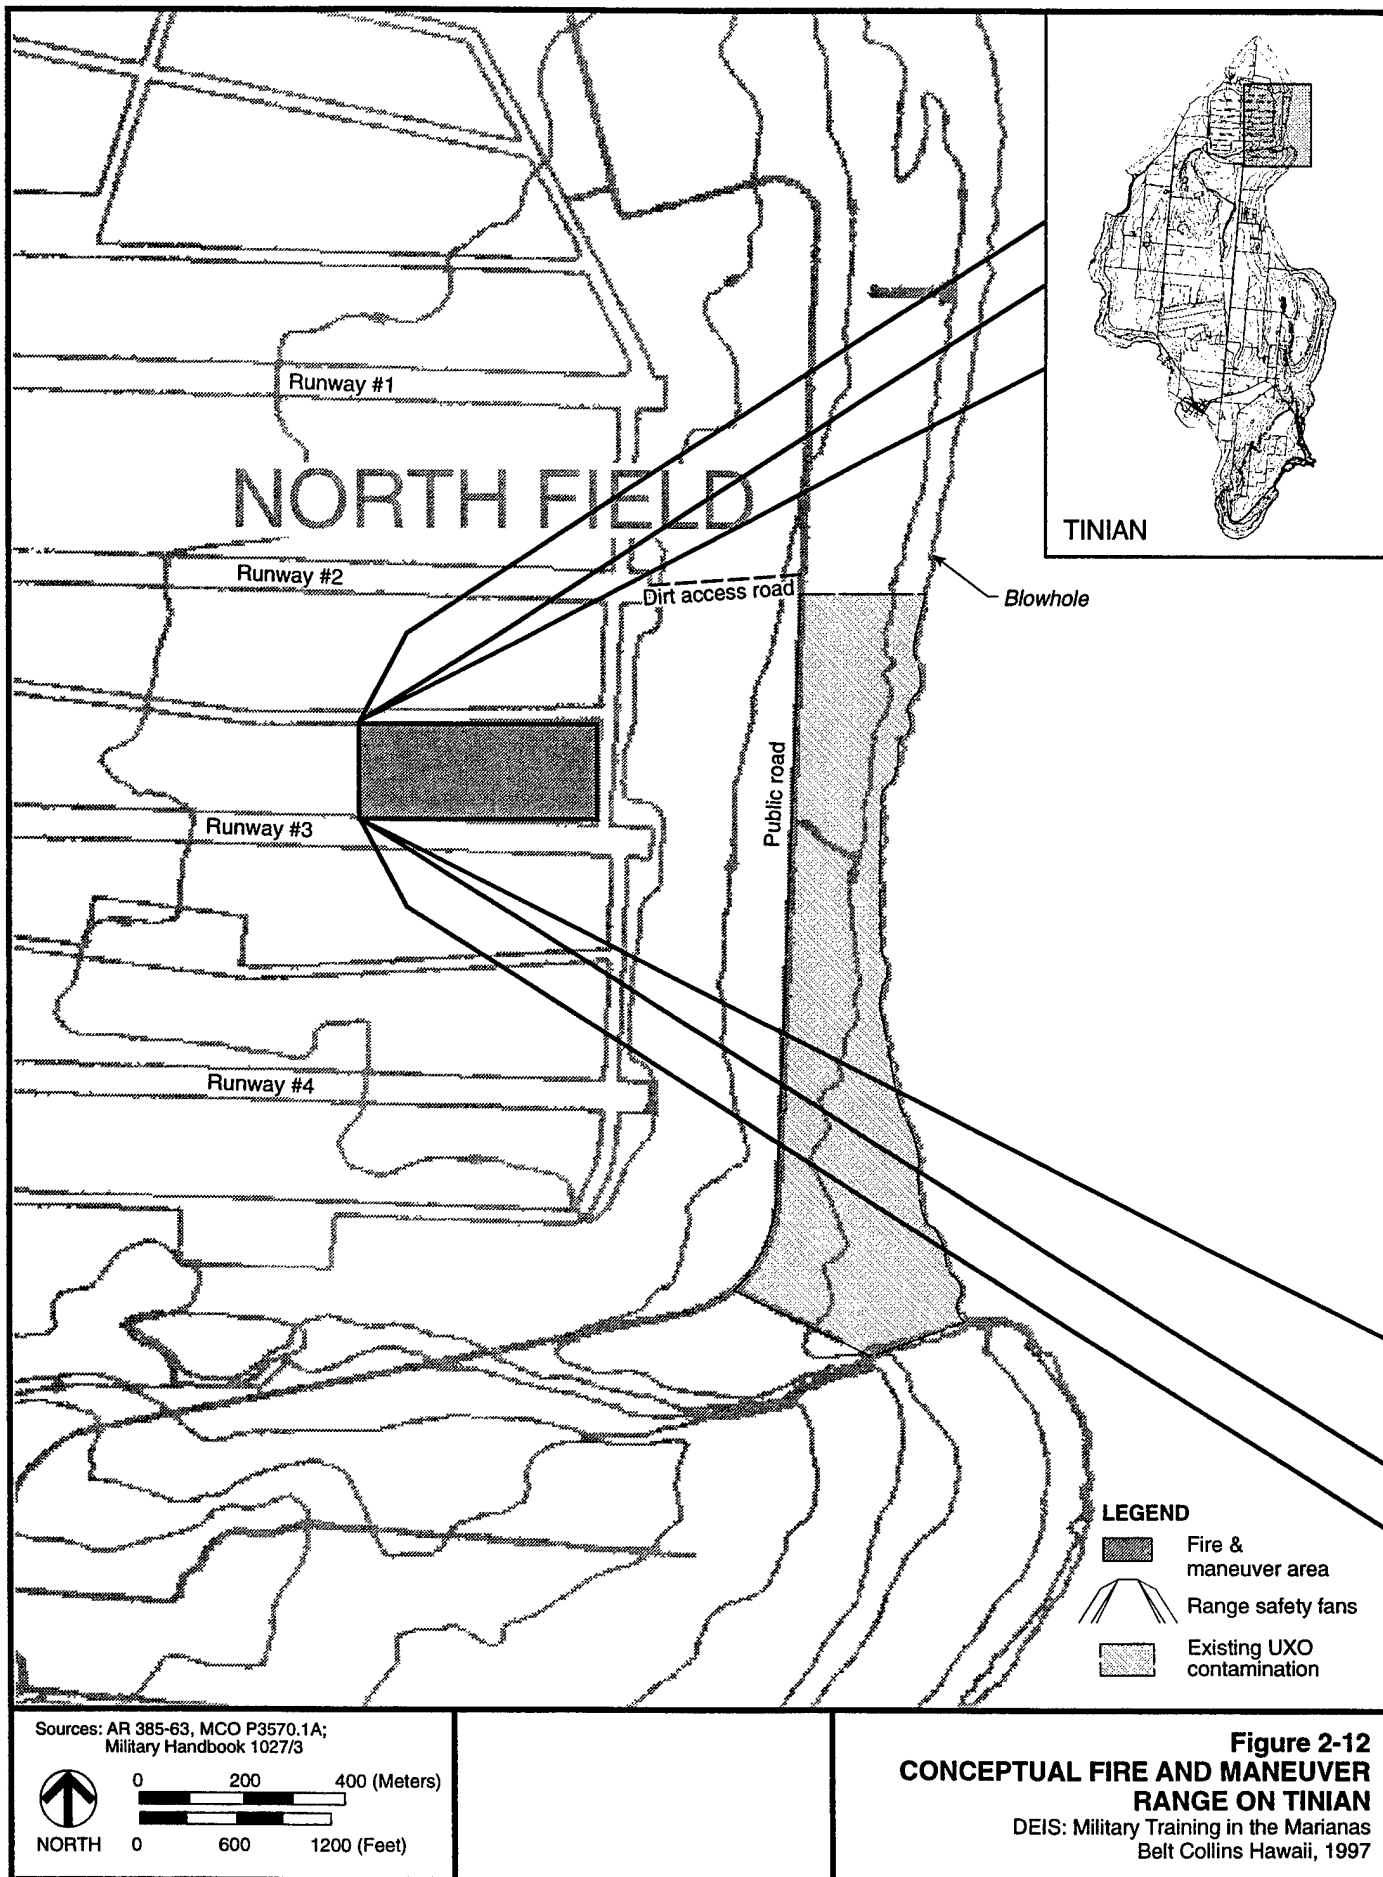 TINIAN
Runway #1
NORTH FIELD
Runway #2
Dirt access road
Blowhole
Public road
Runway #3
Runway #4
LEGEND
Fire &
maneuver area
Range safety fans
Existing UXO
contamination
Sources: AR 385-63, MCO P3570.1A;
Military Handbook 1027/3
NORTH
0 200 400 (Meters)
0 600 1200 (Feet)
Figure 2-12
CONCEPTUAL FIRE AND MANEUVER
RANGE ON TINIAN
DEIS: Military Training in the Marianas
Belt Collins Hawaii, 1997